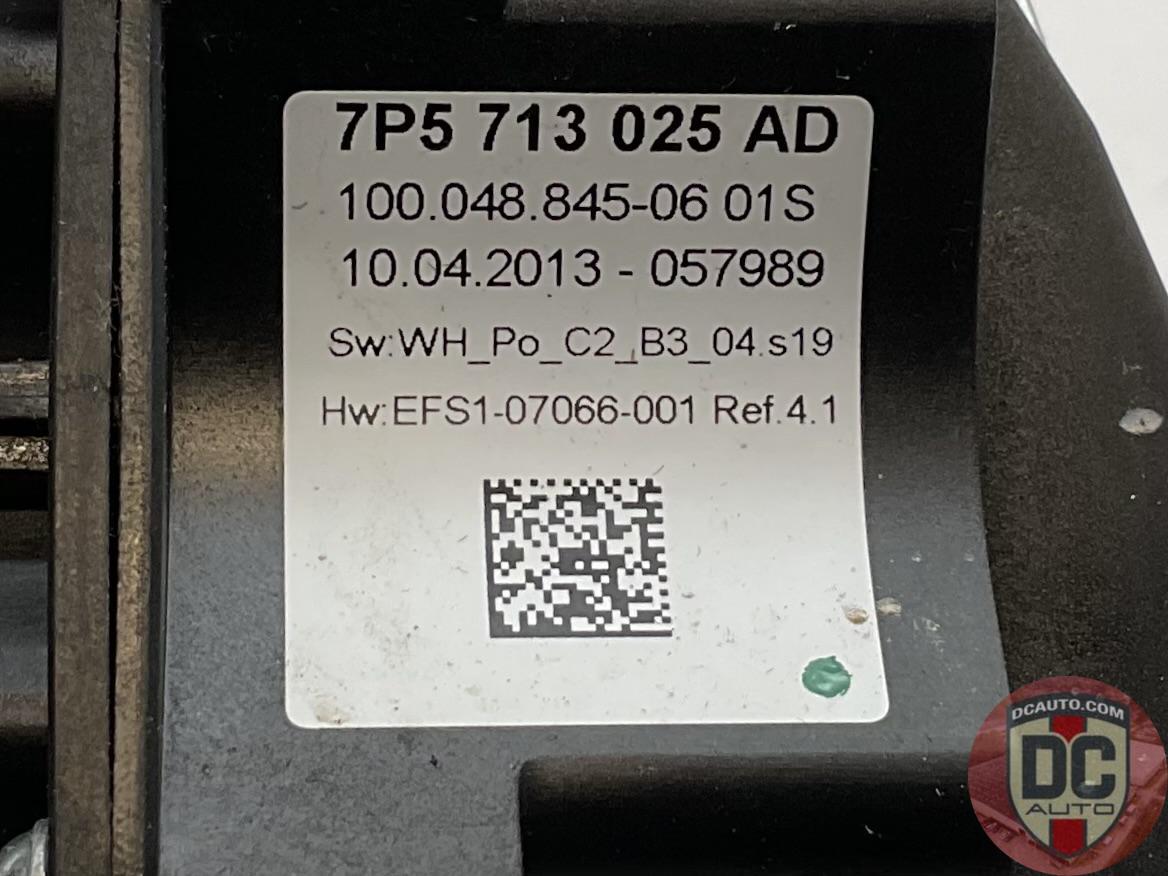 7P5 713 025 AD
100.048.845-06 01S
10.04.2013 - 057989
Sw:WH_Po_C2_B3_04.s19
Hw:EFS1-07066-001 Ref.4.1
DCAUTO.COM
DC
AUTO